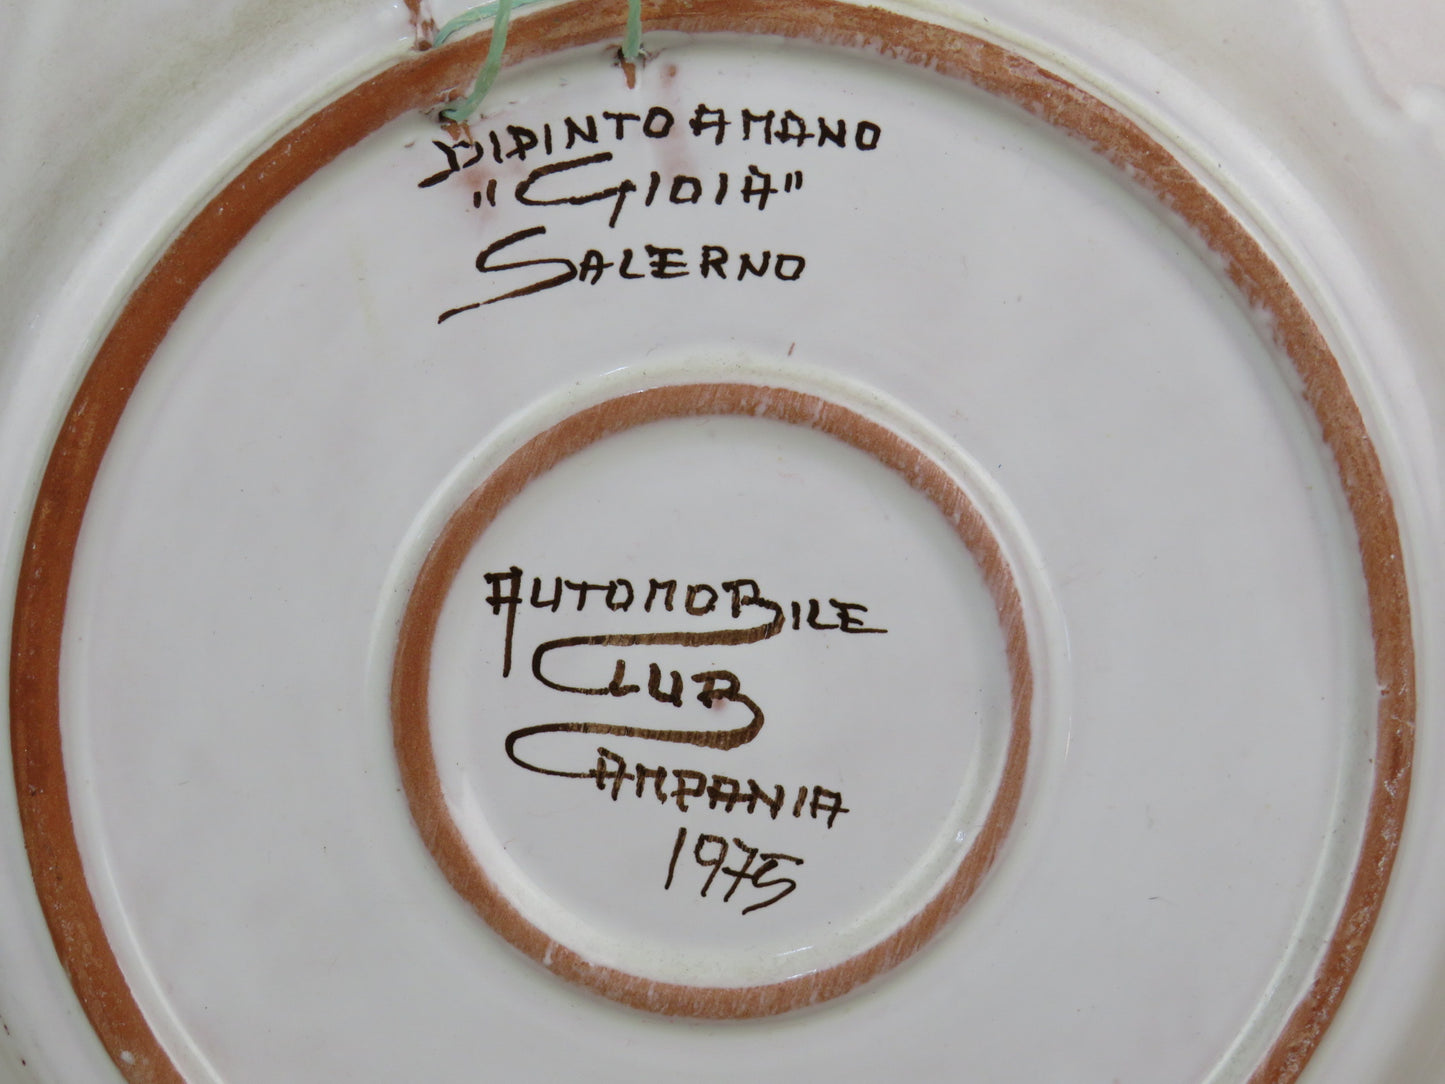 DIPINTO A MANO
"GIOIA"
SALERNO
AUTOMOBILE
CLUB
CAMPANIA
1975